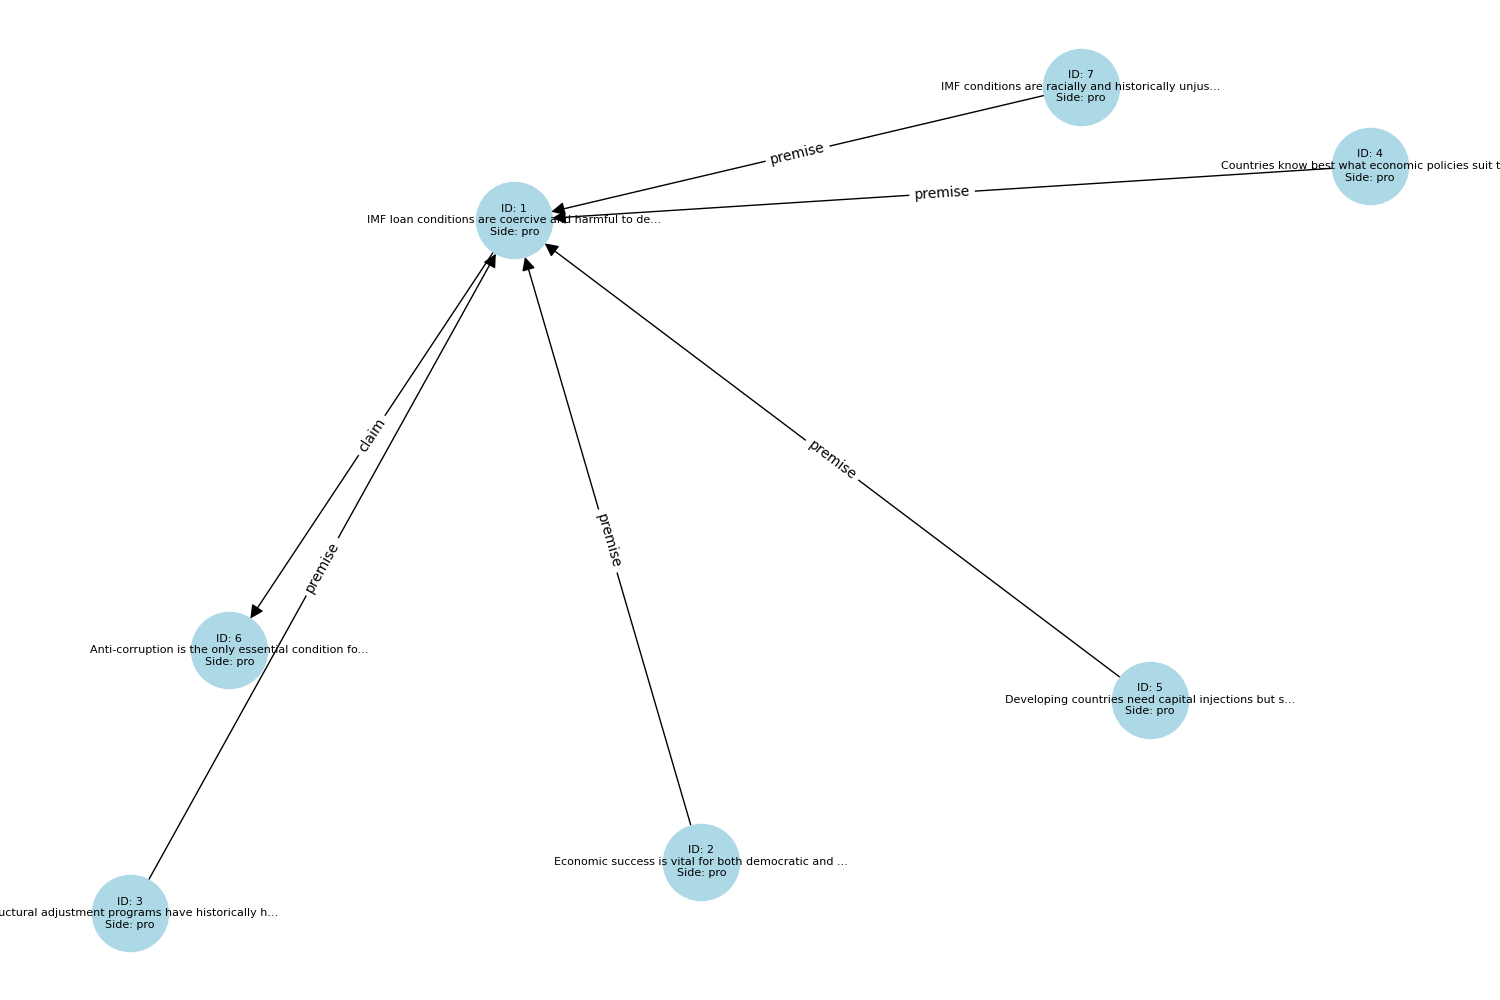 ID: 7
IMF conditions are racially and historically unjus...
Side: pro
premise
ID: 4
Countries know best what economic policies suit t
Side: pro
premise
ID: 1
IMF loan conditions are coercive and harmful to de...
Side: pro
claim
premise
premise
premise
ID: 6
Anti-corruption is the only essential condition fo...
Side: pro
ID: 5
Developing countries need capital injections but s...
Side: pro
ID: 2
Economic success is vital for both democratic and ...
Side: pro
ID: 3
uctural adjustment programs have historically h...
Side: pro